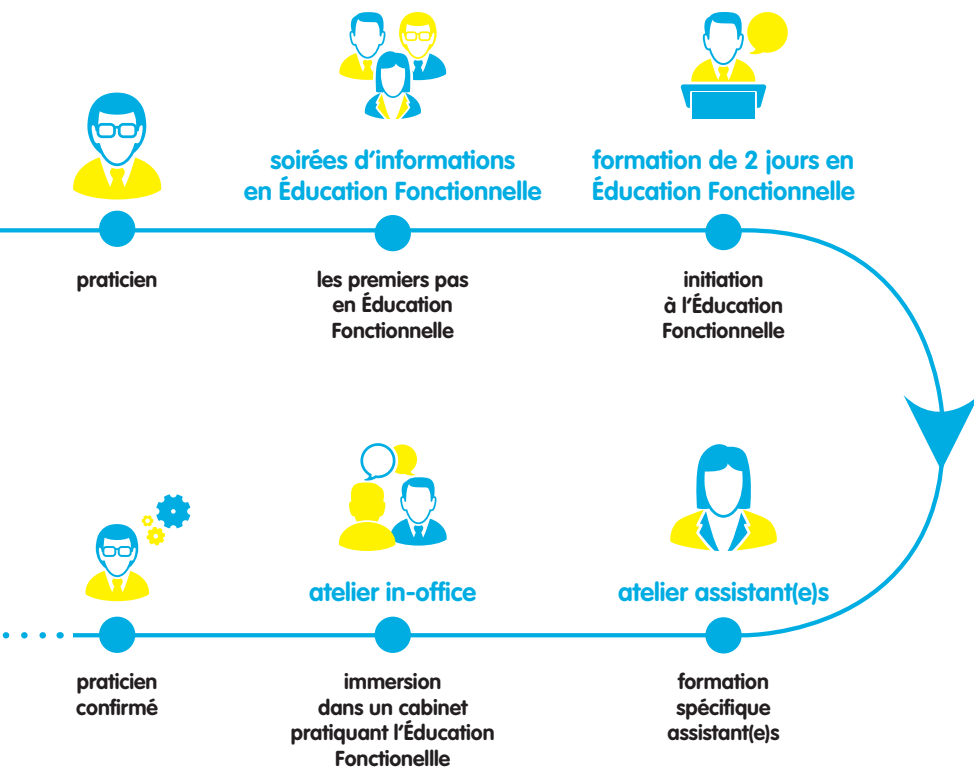 soirées d'informations
en Éducation Fonctionnelle
formation de 2 jours en
Éducation Fonctionnelle
praticien
les premiers pas
en Éducation
Fonctionnelle
initiation
à l'Éducation
Fonctionnelle
atelier in-office
atelier assistant(e)s
praticien
confirmé
immersion
dans un cabinet
pratiquant l'Éducation
Fonctionellle
formation
spécifique
assistant(e)s